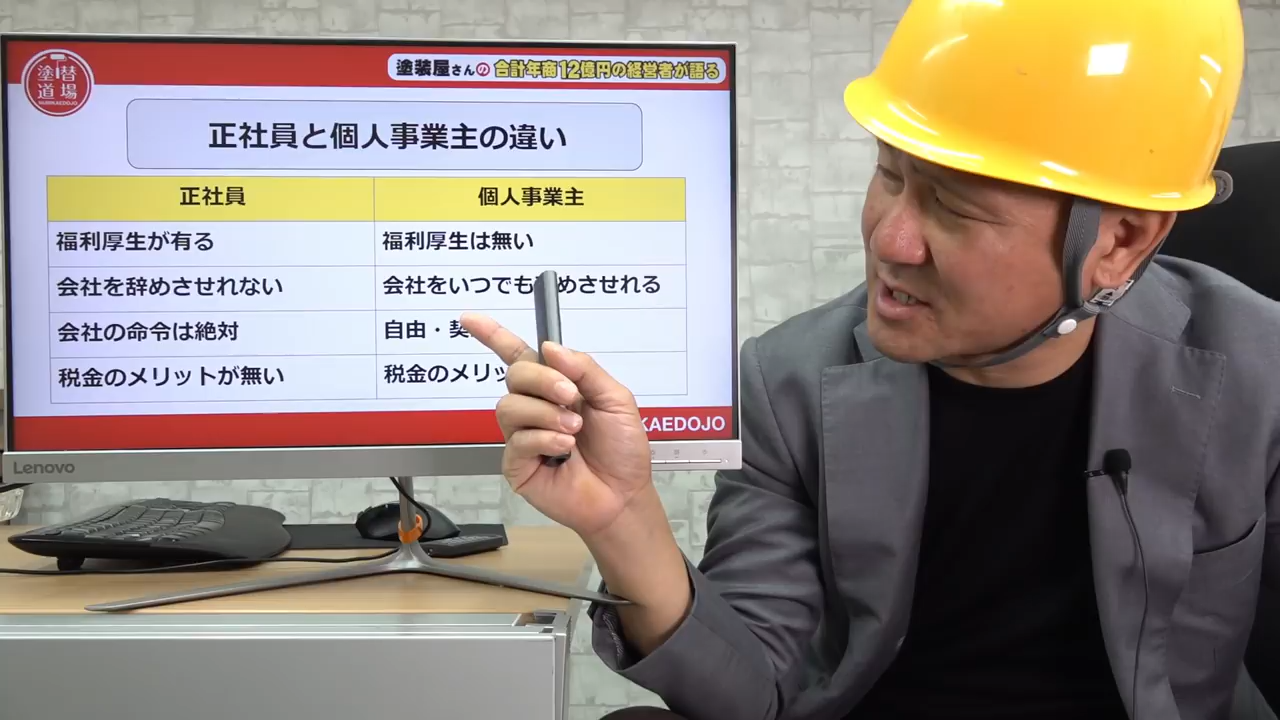 塗替
道場
NURIKAEDOJO
塗装屋さんの合計年商12億円の経営者が語る
正社員と個人事業主の違い
正社員
個人事業主
福利厚生が有る
福利厚生は無い
会社を辞めさせれない
会社をいつでも めさせれる
会社の命令は絶対
自由・契
税金のメリットが無い
税金のメリッ
KAEDOJO
Lenovo